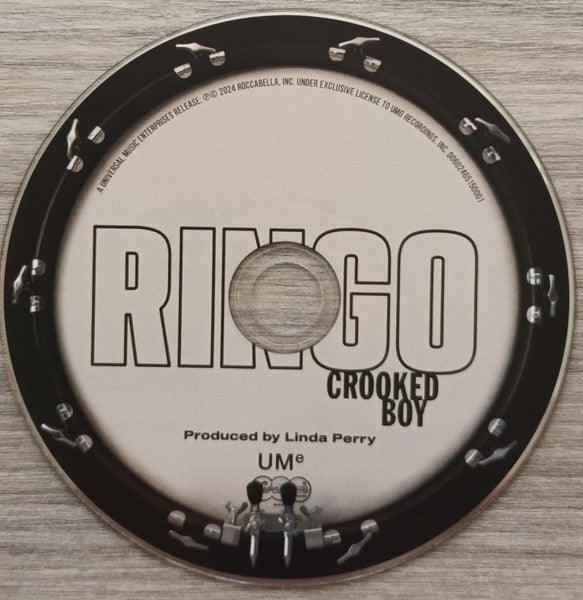 A UNIVERSAL MUSIC ENTERPRISES RELEASE; ℗© 2024 ROCCABELLA, INC. UNDER EXCLUSIVE LICENSE TO UMG RECORDINGS, INC. 00602465150001
RINGO
CROOKED
BOY
Produced by Linda Perry
UMe